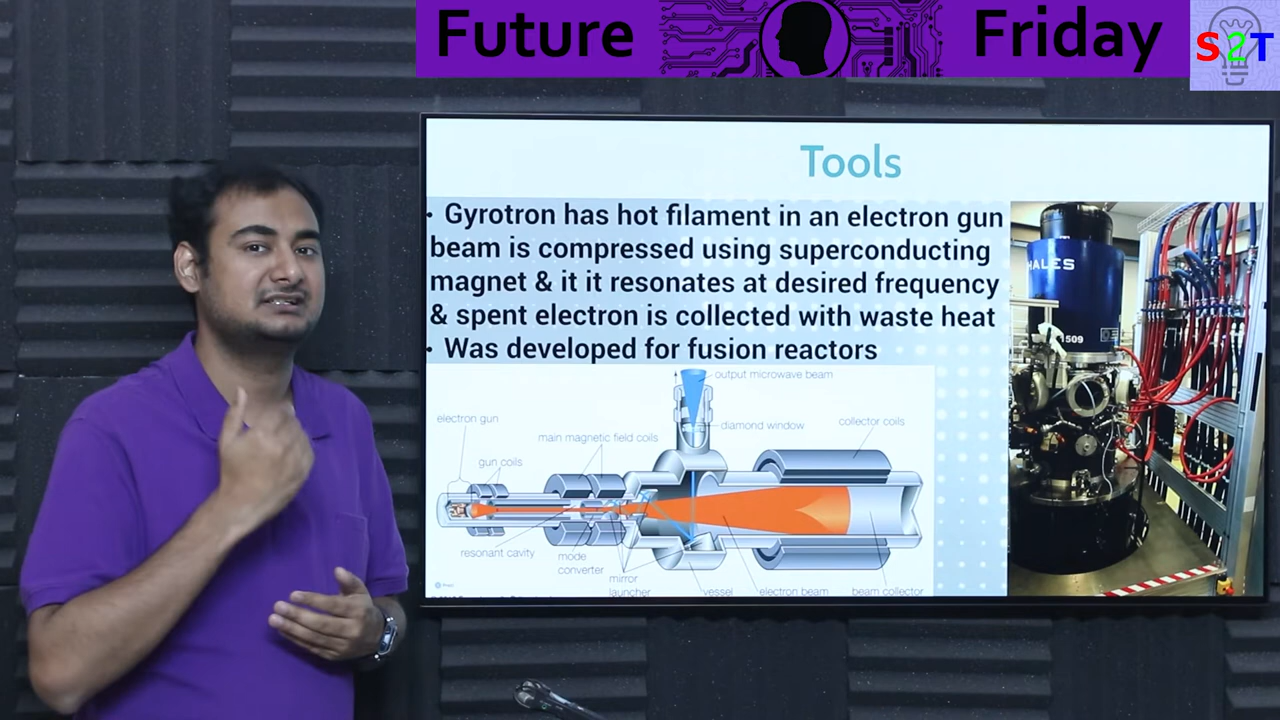 Future Friday
S2T
Tools
• Gyrotron has hot filament in an electron gun
beam is compressed using superconducting
magnet & it it resonates at desired frequency
& spent electron is collected with waste heat
• Was developed for fusion reactors
HALES
1509
output microwave beam
electron gun
diamond window
collector coils
main magnetic field coils
gun coils
resonant cavity
mode
converter
mirror
launcher
vessel
electron beam
beam collector